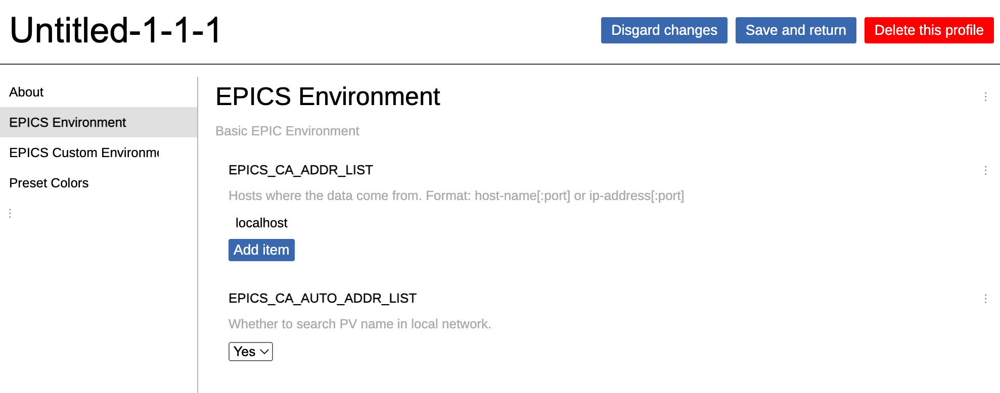 Untitled-1-1-1
Disgard changes
Save and return
Delete this profile
About
EPICS Environment
EPICS Custom Environme
Preset Colors
EPICS Environment
Basic EPIC Environment
EPICS_CA_ADDR_LIST
Hosts where the data come from. Format: host-name[:port] or ip-address[:port]
localhost
Add item
EPICS_CA_AUTO_ADDR_LIST
Whether to search PV name in local network.
Yes